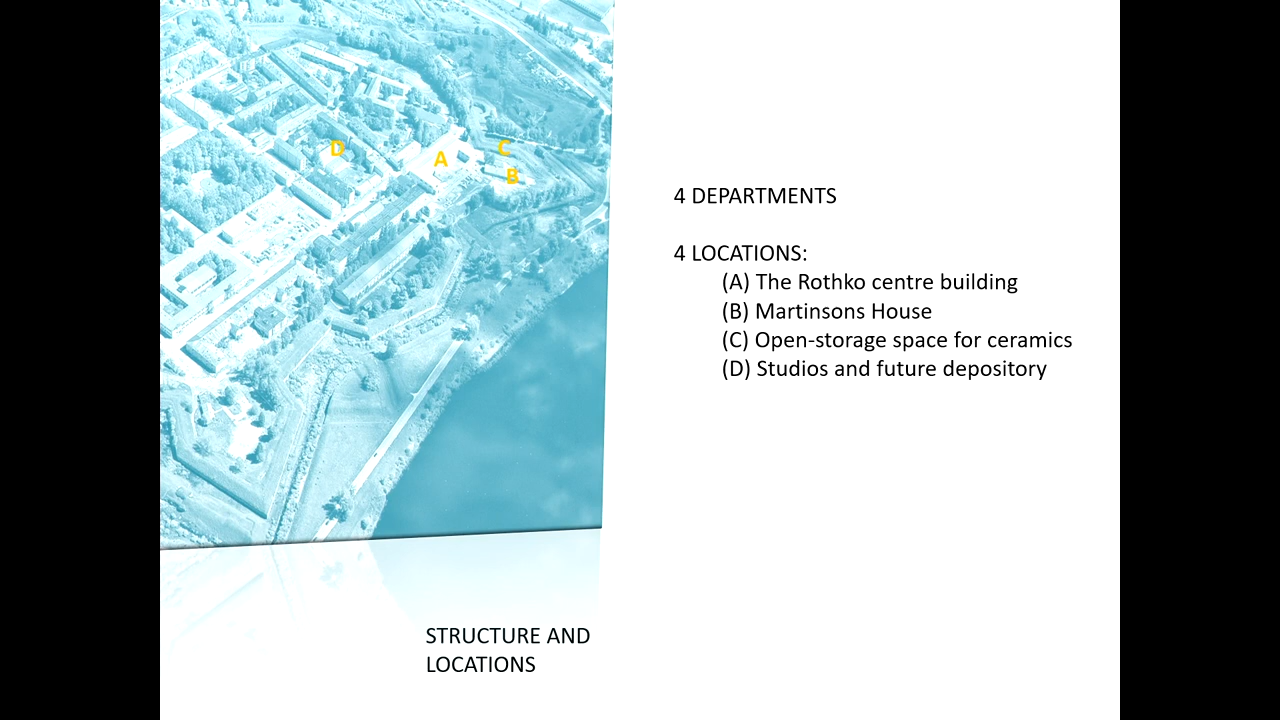 D
A
C
B
4 DEPARTMENTS
4 LOCATIONS:
(A) The Rothko centre building
(B) Martinsons House
(C) Open-storage space for ceramics
(D) Studios and future depository
STRUCTURE AND
LOCATIONS